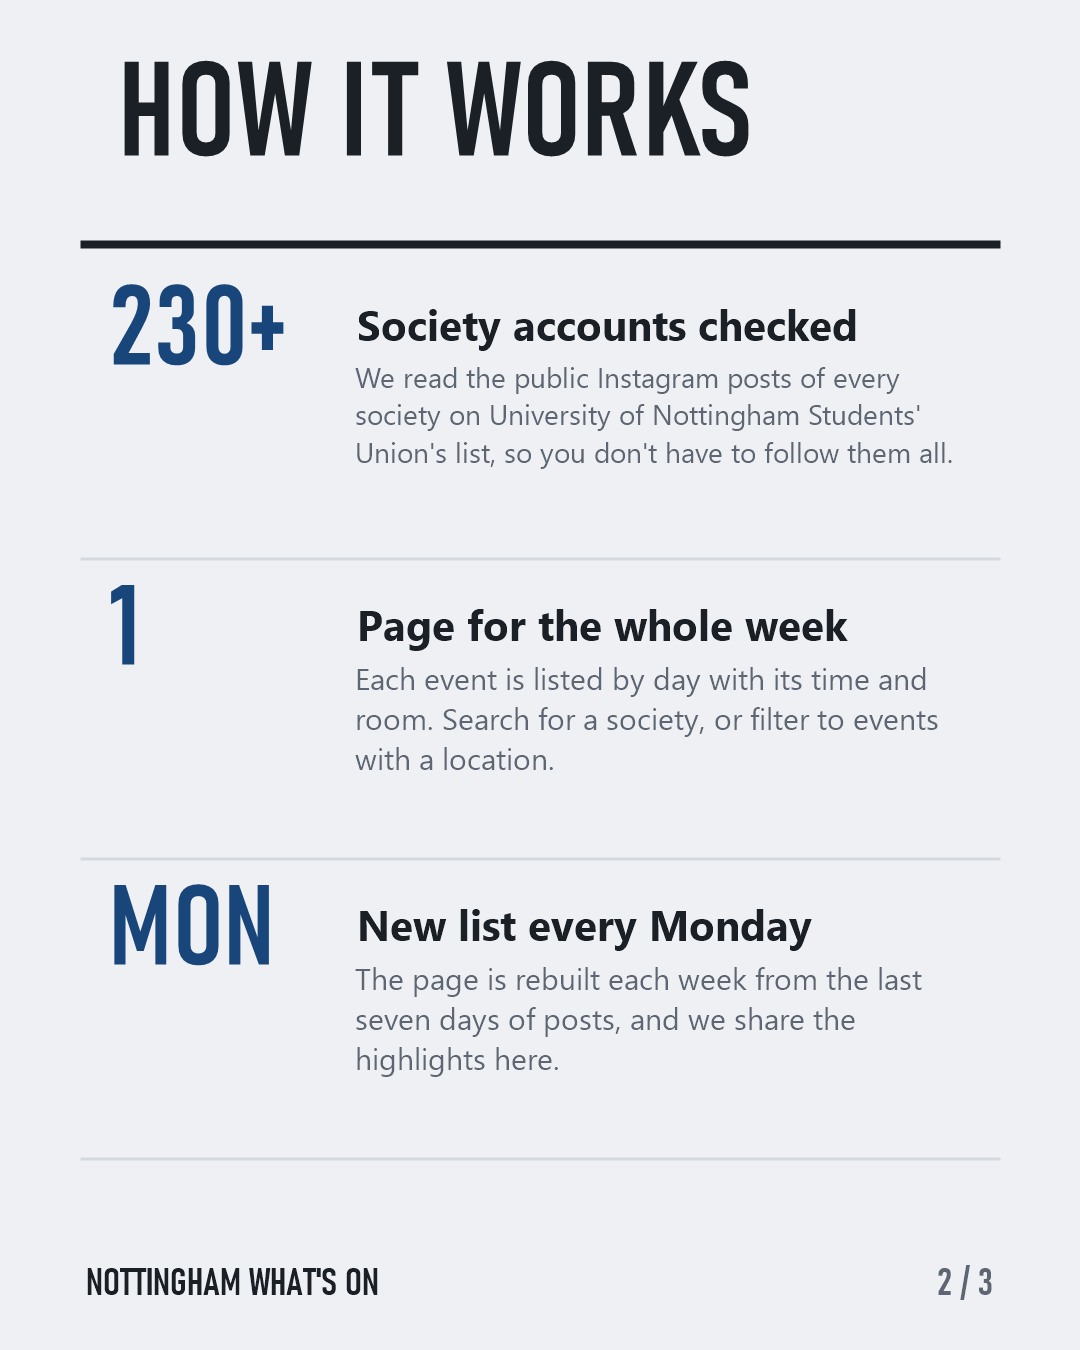 HOW IT WORKS
230+
Society accounts checked
We read the public Instagram posts of every
society on University of Nottingham Students'
Union's list, so you don't have to follow them all.
1
Page for the whole week
Each event is listed by day with its time and
room. Search for a society, or filter to events
with a location.
MON
New list every Monday
The page is rebuilt each week from the last
seven days of posts, and we share the
highlights here.
NOTTINGHAM WHAT'S ON
2 / 3